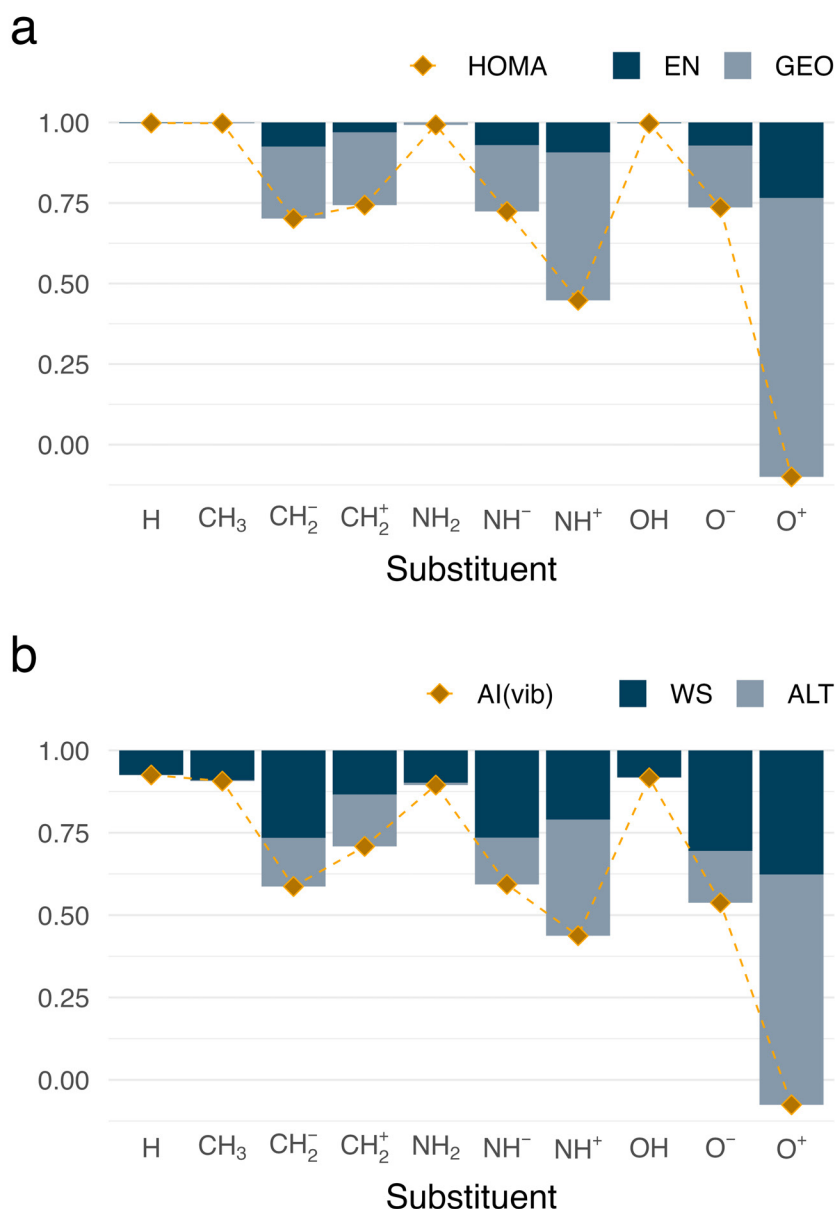 a
HOMA EN GEO
1.00
0.75
0.50
0.25
0.00
H CH₃ CH₂⁻ CH₂⁺ NH₂ NH⁻ NH⁺ OH O⁻ O⁺
Substituent
b
AI(vib) WS ALT
1.00
0.75
0.50
0.25
0.00
H CH₃ CH₂⁻ CH₂⁺ NH₂ NH⁻ NH⁺ OH O⁻ O⁺
Substituent